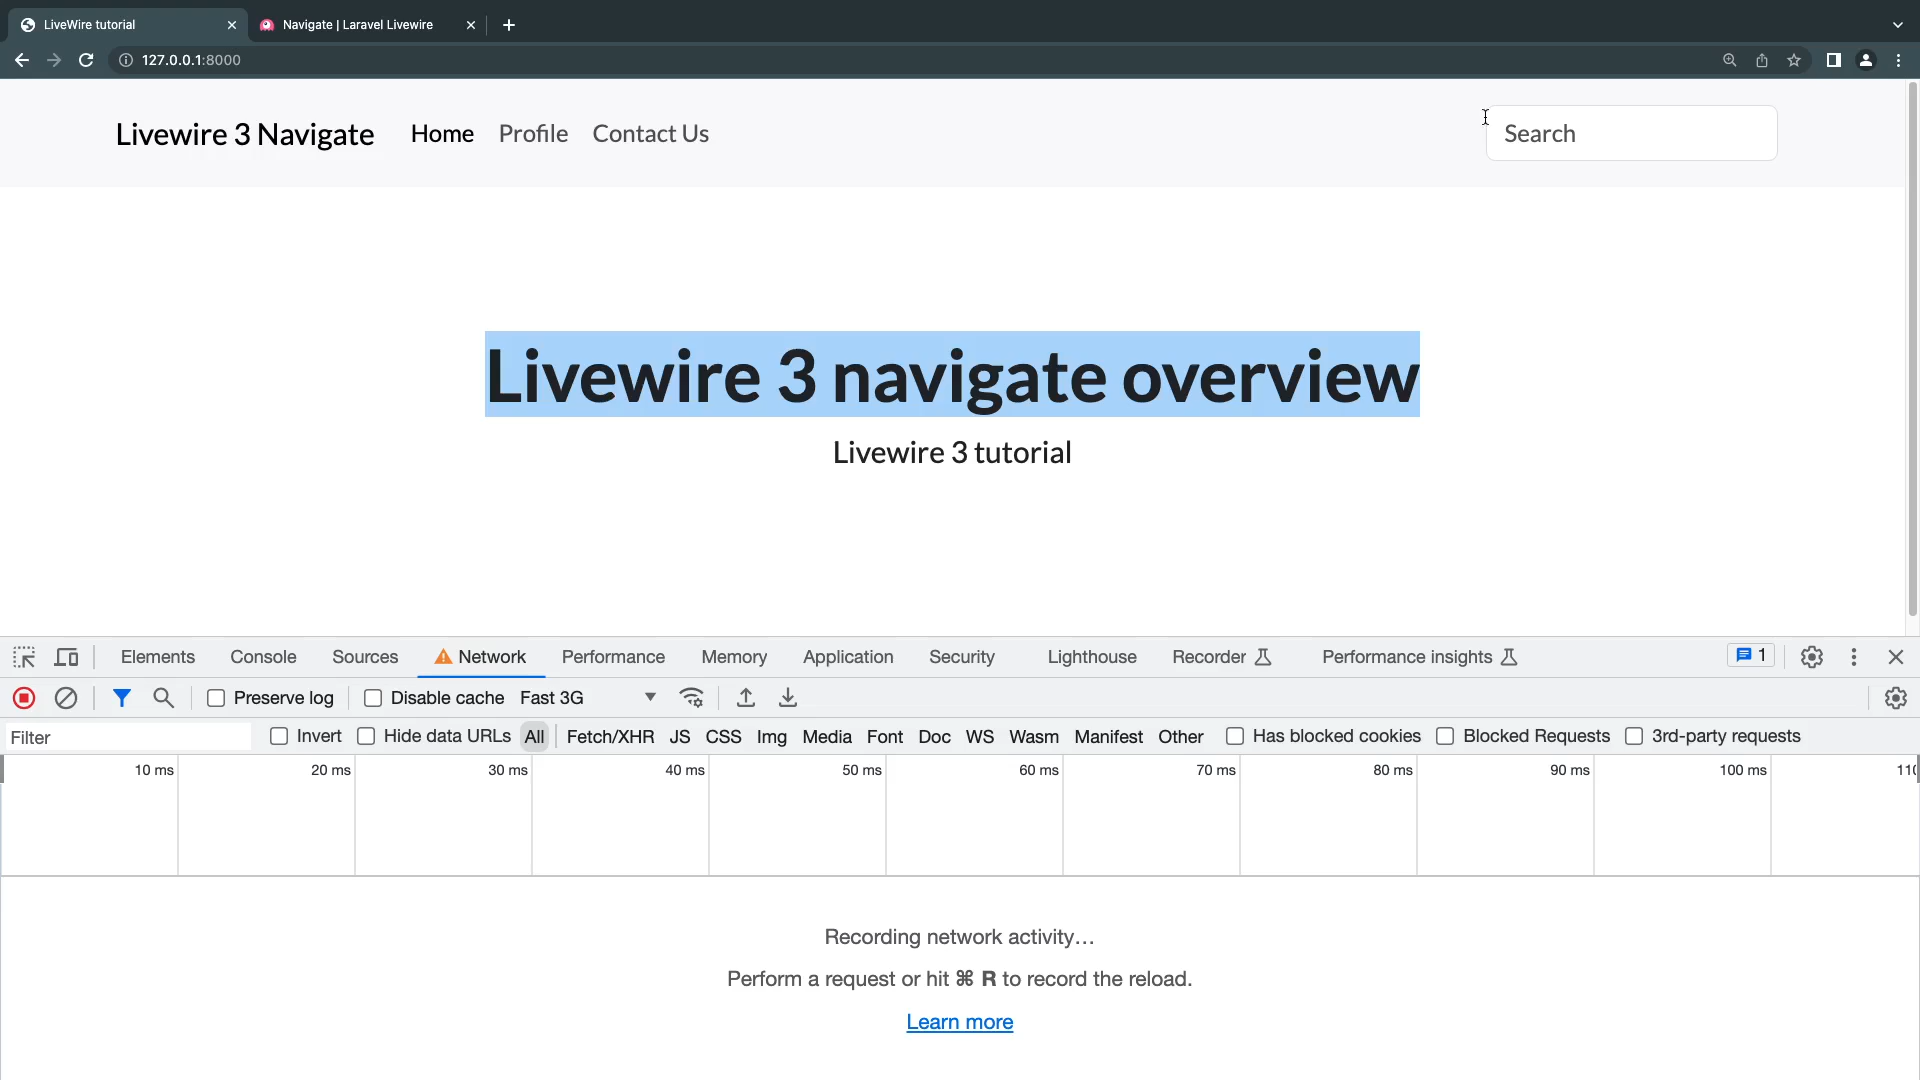 LiveWire tutorial
Navigate | Laravel Livewire
127.0.0.1:8000
Livewire 3 Navigate Home Profile Contact Us Search
Livewire 3 navigate overview
Livewire 3 tutorial
Elements Console Sources Network Performance Memory Application Security Lighthouse Recorder Performance insights 1
Preserve log Disable cache Fast 3G
Filter Invert Hide data URLs All Fetch/XHR JS CSS Img Media Font Doc WS Wasm Manifest Other Has blocked cookies Blocked Requests 3rd-party requests
10 ms 20 ms 30 ms 40 ms 50 ms 60 ms 70 ms 80 ms 90 ms 100 ms
Recording network activity…
Perform a request or hit ⌘ R to record the reload.
Learn more